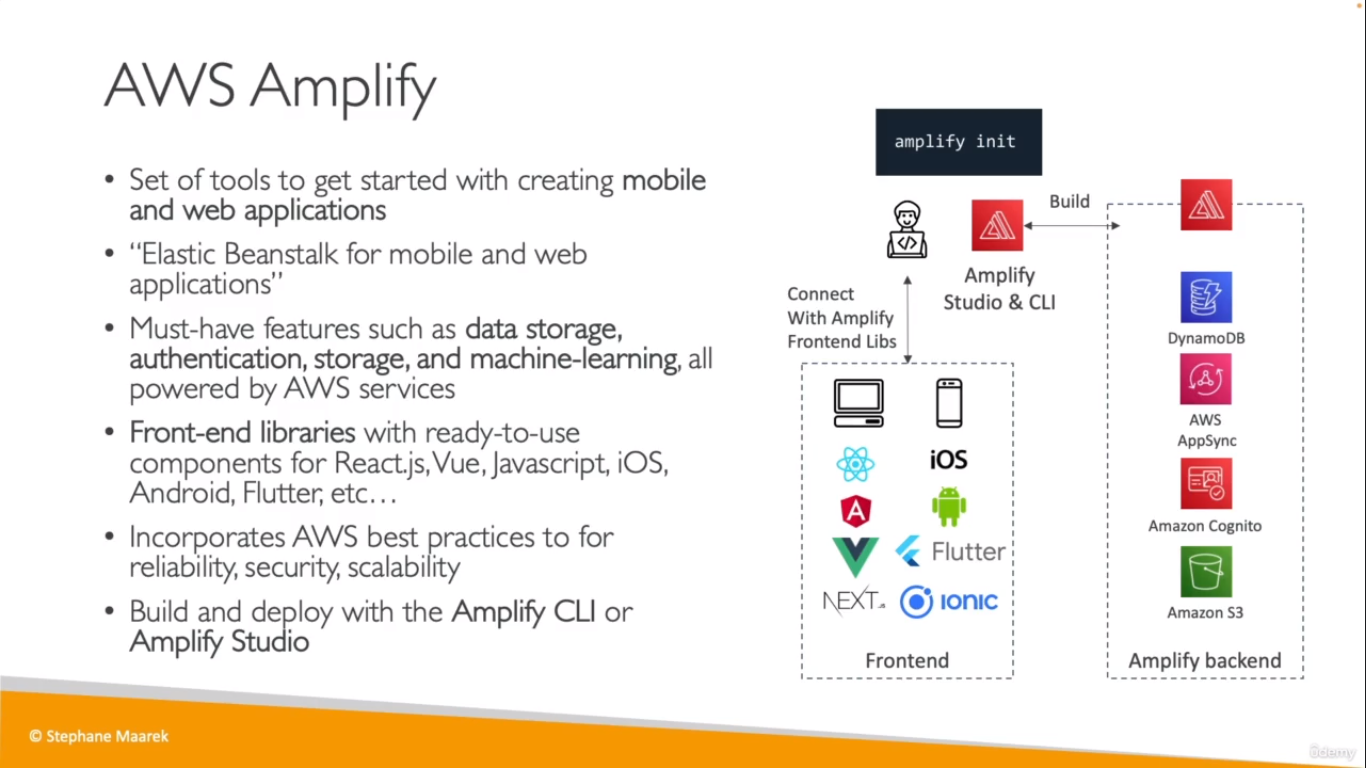 AWS Amplify
• Set of tools to get started with creating mobile
and web applications
• “Elastic Beanstalk for mobile and web
applications”
• Must-have features such as data storage,
authentication, storage, and machine-learning, all
powered by AWS services
• Front-end libraries with ready-to-use
components for React.js, Vue, Javascript, iOS,
Android, Flutter, etc…
• Incorporates AWS best practices to for
reliability, security, scalability
• Build and deploy with the Amplify CLI or
Amplify Studio
amplify init
Build
Amplify
Studio & CLI
Connect
With Amplify
Frontend Libs
iOS
A
Flutter
NEXT.JS
IONIC
Frontend
DynamoDB
AWS
AppSync
Amazon Cognito
Amazon S3
Amplify backend
© Stephane Maarek
ûdemy